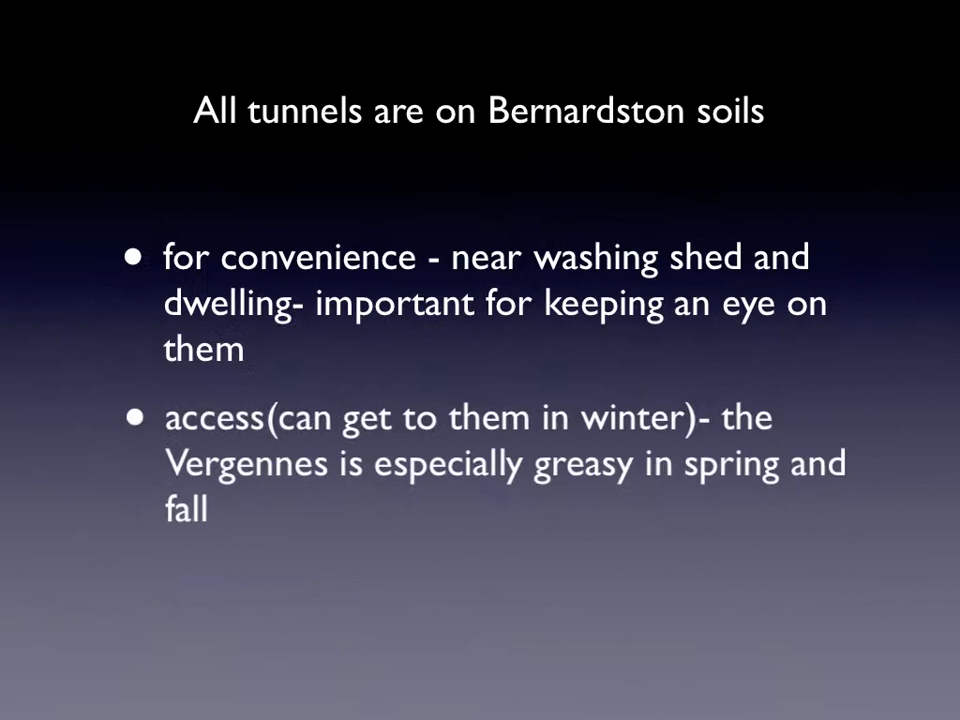 All tunnels are on Bernardston soils
• for convenience - near washing shed and
dwelling- important for keeping an eye on
them
• access(can get to them in winter)- the
Vergennes is especially greasy in spring and
fall